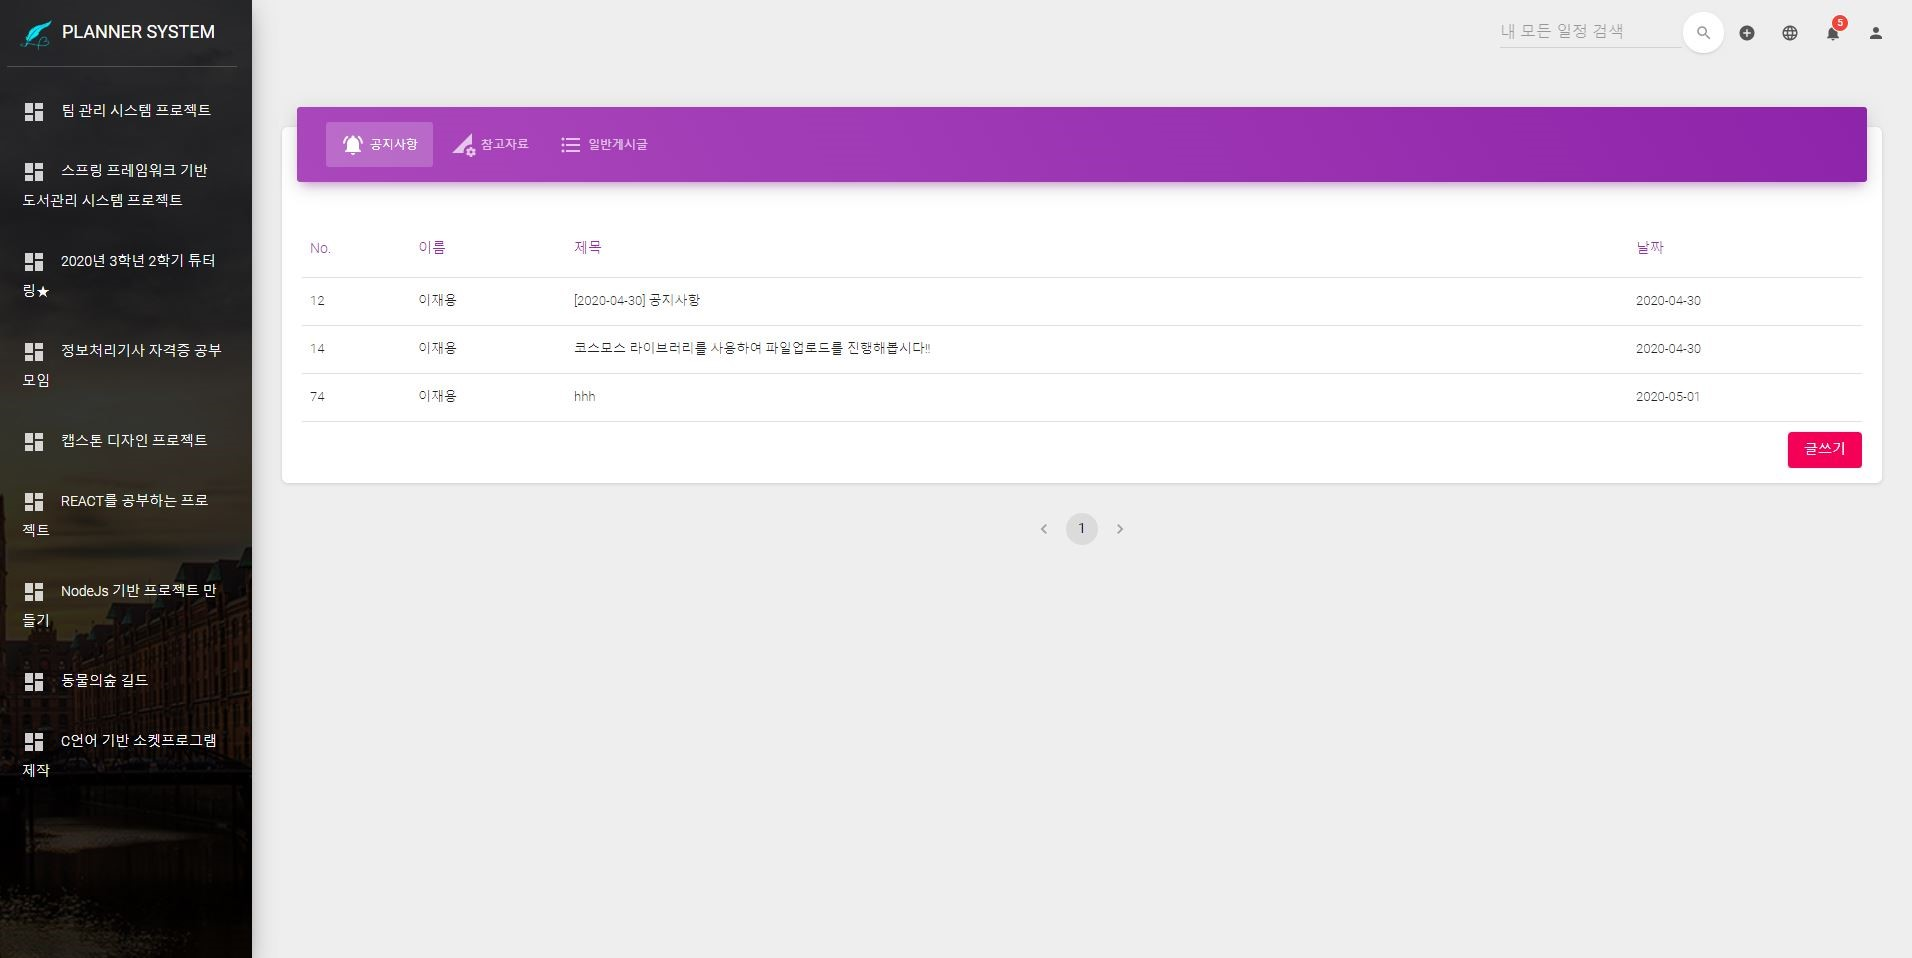 PLANNER SYSTEM
내 모든 일정 검색
5
팀 관리 시스템 프로젝트
스프링 프레임워크 기반
도서관리 시스템 프로젝트
2020년 3학년 2학기 튜터
링★
정보처리기사 자격증 공부
모임
캡스톤 디자인 프로젝트
REACT를 공부하는 프로
젝트
NodeJs 기반 프로젝트 만
들기
동물의숲 길드
C언어 기반 소켓프로그램
제작
공지사항 참고자료 일반게시글
No. 이름 제목 날짜
12 이재용 [2020-04-30] 공지사항 2020-04-30
14 이재용 코스모스 라이브러리를 사용하여 파일업로드를 진행해봅시다!! 2020-04-30
74 이재용 hhh 2020-05-01
글쓰기
1